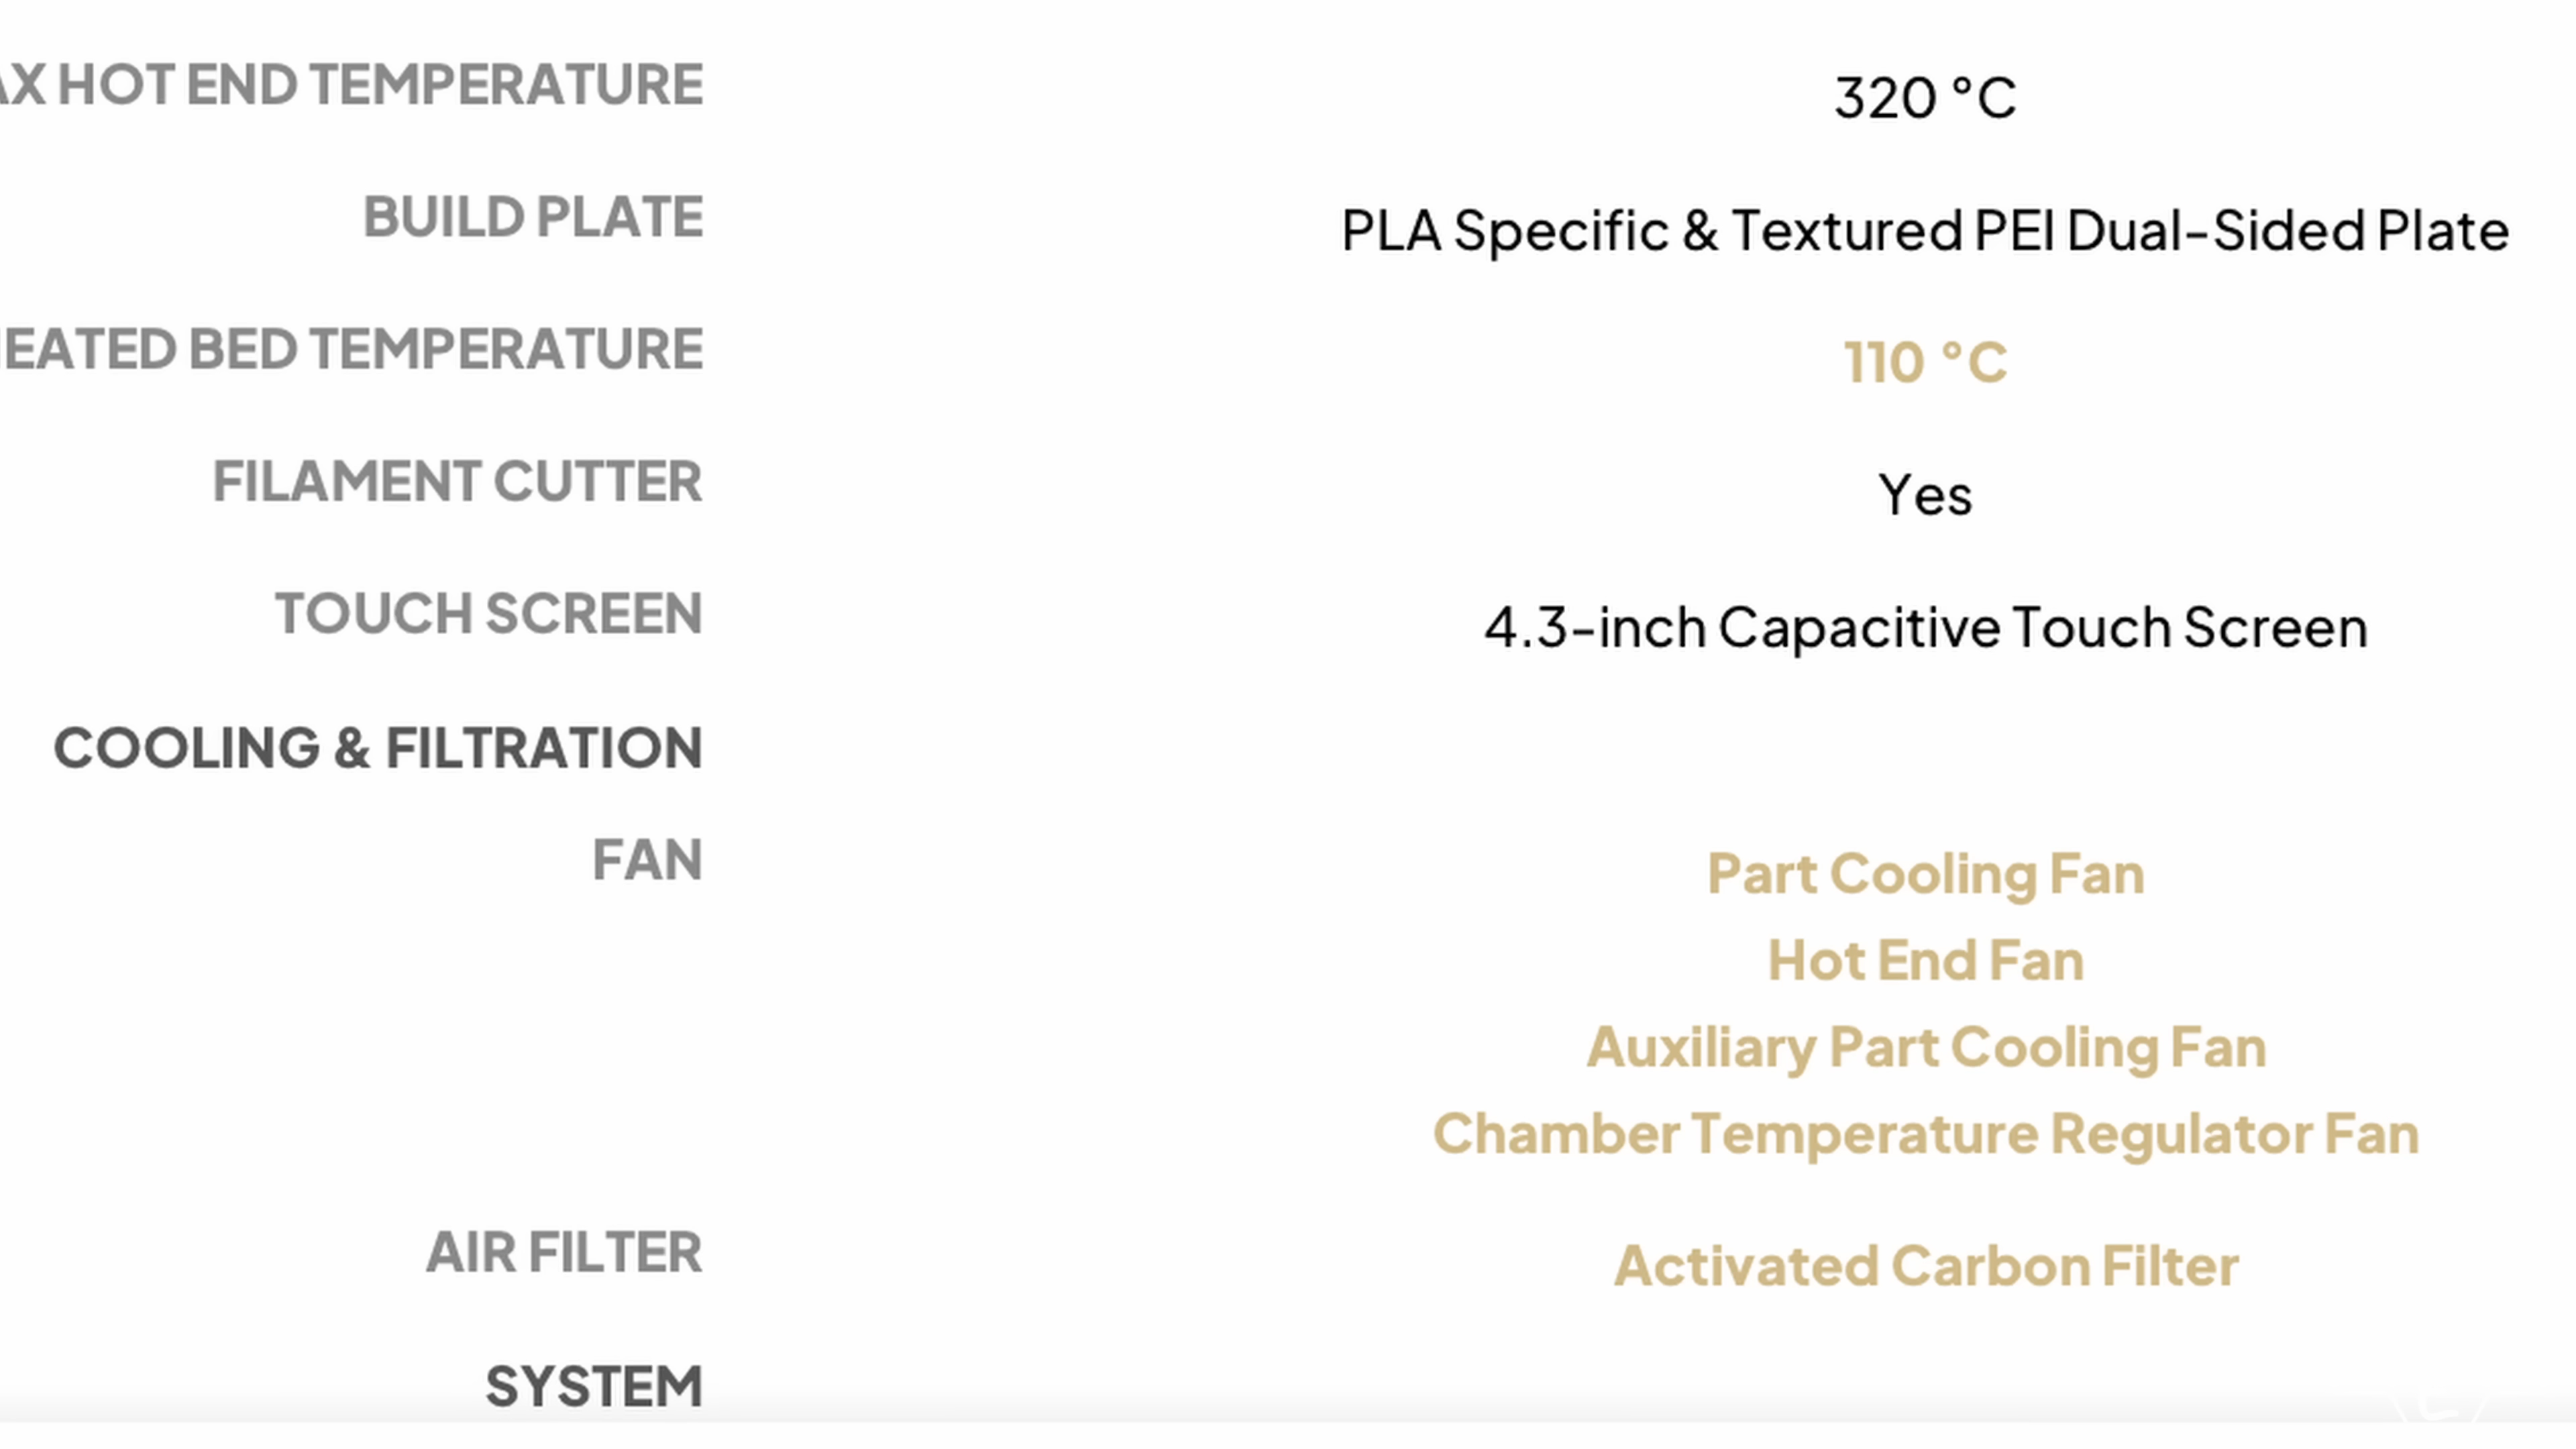 AX HOT END TEMPERATURE
320 °C
BUILD PLATE
PLA Specific & Textured PEI Dual-Sided Plate
EATED BED TEMPERATURE
110 °C
FILAMENT CUTTER
Yes
TOUCH SCREEN
4.3-inch Capacitive Touch Screen
COOLING & FILTRATION
FAN
Part Cooling Fan
Hot End Fan
Auxiliary Part Cooling Fan
Chamber Temperature Regulator Fan
AIR FILTER
Activated Carbon Filter
SYSTEM